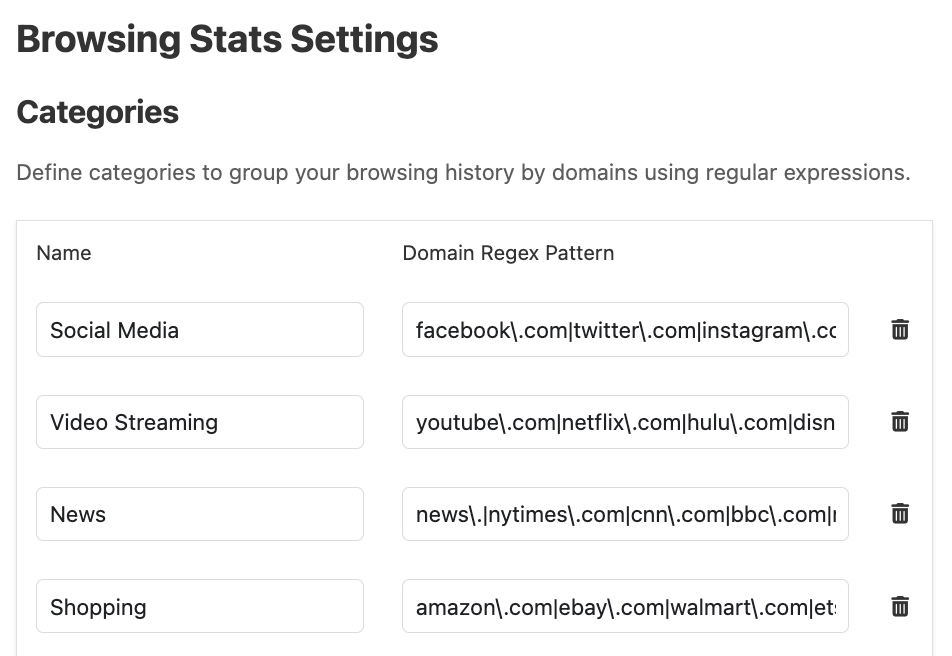 Browsing Stats Settings
Categories
Define categories to group your browsing history by domains using regular expressions.
Name Domain Regex Pattern
Social Media facebook\.com|twitter\.com|instagram\.cc
Video Streaming youtube\.com|netflix\.com|hulu\.com|disn
News news\.|nytimes\.com|cnn\.com|bbc\.com|
Shopping amazon\.com|ebay\.com|walmart\.com|ets